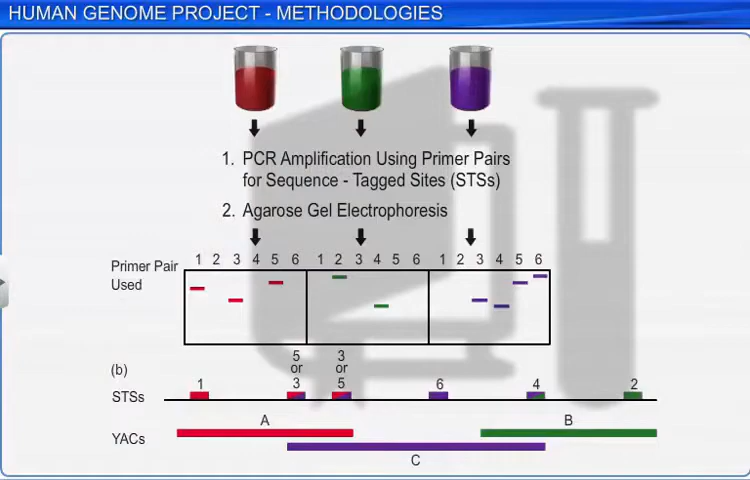 HUMAN GENOME PROJECT - METHODOLOGIES
1. PCR Amplification Using Primer Pairs
for Sequence - Tagged Sites (STSs)
2. Agarose Gel Electrophoresis
Primer Pair 1 2 3 4 5 6 1 2 3 4 5 6 1 2 3 4 5 6
Used
(b) 5 3
or or
STSs 1 3 5 6 4 2
A B
YACs
C